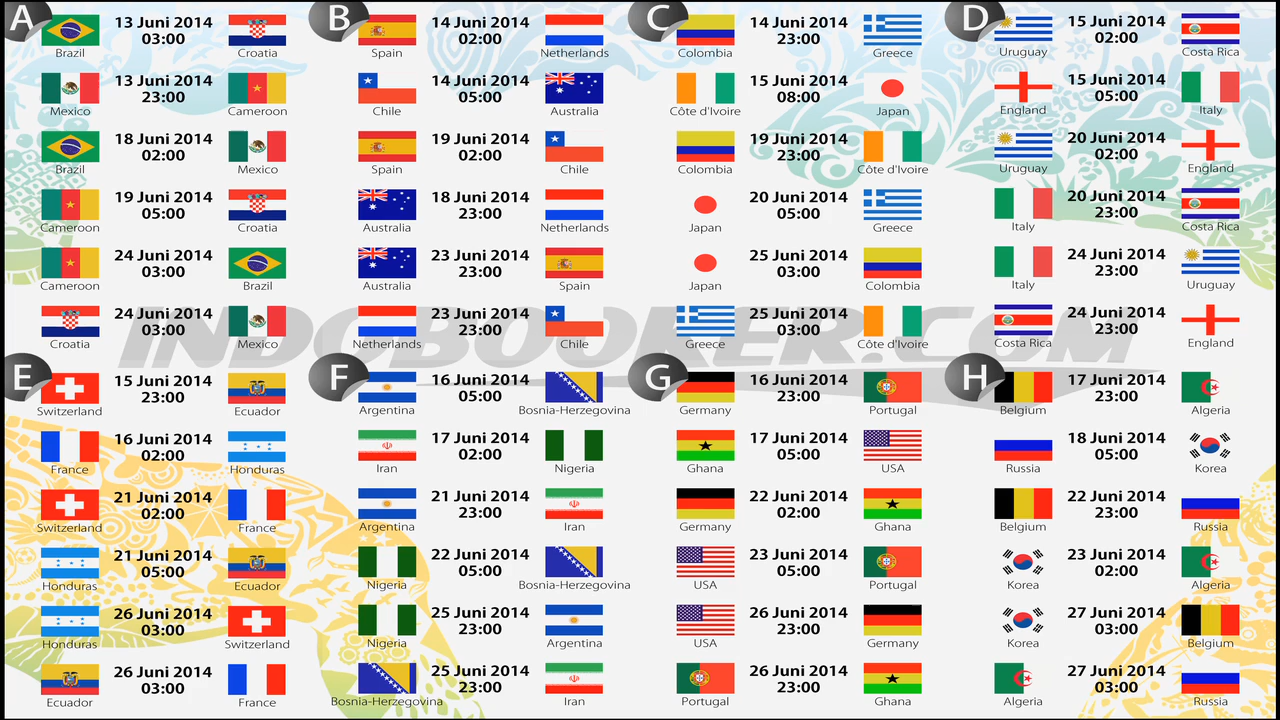 A
Brazil 13 Juni 2014 Croatia
03:00
Mexico 13 Juni 2014 Cameroon
23:00
Brazil 18 Juni 2014 Mexico
02:00
Cameroon 19 Juni 2014 Croatia
05:00
Cameroon 24 Juni 2014 Brazil
03:00
Croatia 24 Juni 2014 Mexico
03:00
B
Spain 14 Juni 2014 Netherlands
02:00
Chile 14 Juni 2014 Australia
05:00
Spain 19 Juni 2014 Chile
02:00
Australia 18 Juni 2014 Netherlands
23:00
Australia 23 Juni 2014 Spain
23:00
Netherlands 23 Juni 2014 Chile
23:00
C
Colombia 14 Juni 2014 Greece
23:00
Côte d'Ivoire 15 Juni 2014 Japan
08:00
Colombia 19 Juni 2014 Côte d'Ivoire
23:00
Japan 20 Juni 2014 Greece
05:00
Japan 25 Juni 2014 Colombia
03:00
Greece 25 Juni 2014 Côte d'Ivoire
03:00
D
Uruguay 15 Juni 2014 Costa Rica
02:00
England 15 Juni 2014 Italy
05:00
Uruguay 20 Juni 2014 England
02:00
Italy 20 Juni 2014 Costa Rica
23:00
Italy 24 Juni 2014 Uruguay
23:00
Costa Rica 24 Juni 2014 England
23:00
INDOBOOKER.COM
E
Switzerland 15 Juni 2014 Ecuador
23:00
France 16 Juni 2014 Honduras
02:00
Switzerland 21 Juni 2014 France
02:00
Honduras 21 Juni 2014 Ecuador
05:00
Honduras 26 Juni 2014 Switzerland
03:00
Ecuador 26 Juni 2014 France
03:00
F
Argentina 16 Juni 2014 Bosnia-Herzegovina
05:00
Iran 17 Juni 2014 Nigeria
02:00
Argentina 21 Juni 2014 Iran
23:00
Nigeria 22 Juni 2014 Bosnia-Herzegovina
05:00
Nigeria 25 Juni 2014 Argentina
23:00
Bosnia-Herzegovina 25 Juni 2014 Iran
23:00
G
Germany 16 Juni 2014 Portugal
23:00
Ghana 17 Juni 2014 USA
05:00
Germany 22 Juni 2014 Ghana
02:00
USA 23 Juni 2014 Portugal
05:00
USA 26 Juni 2014 Germany
23:00
Portugal 26 Juni 2014 Ghana
23:00
H
Belgium 17 Juni 2014 Algeria
23:00
Russia 18 Juni 2014 Korea
05:00
Belgium 22 Juni 2014 Russia
23:00
Korea 23 Juni 2014 Algeria
02:00
Korea 27 Juni 2014 Belgium
03:00
Algeria 27 Juni 2014 Russia
03:00